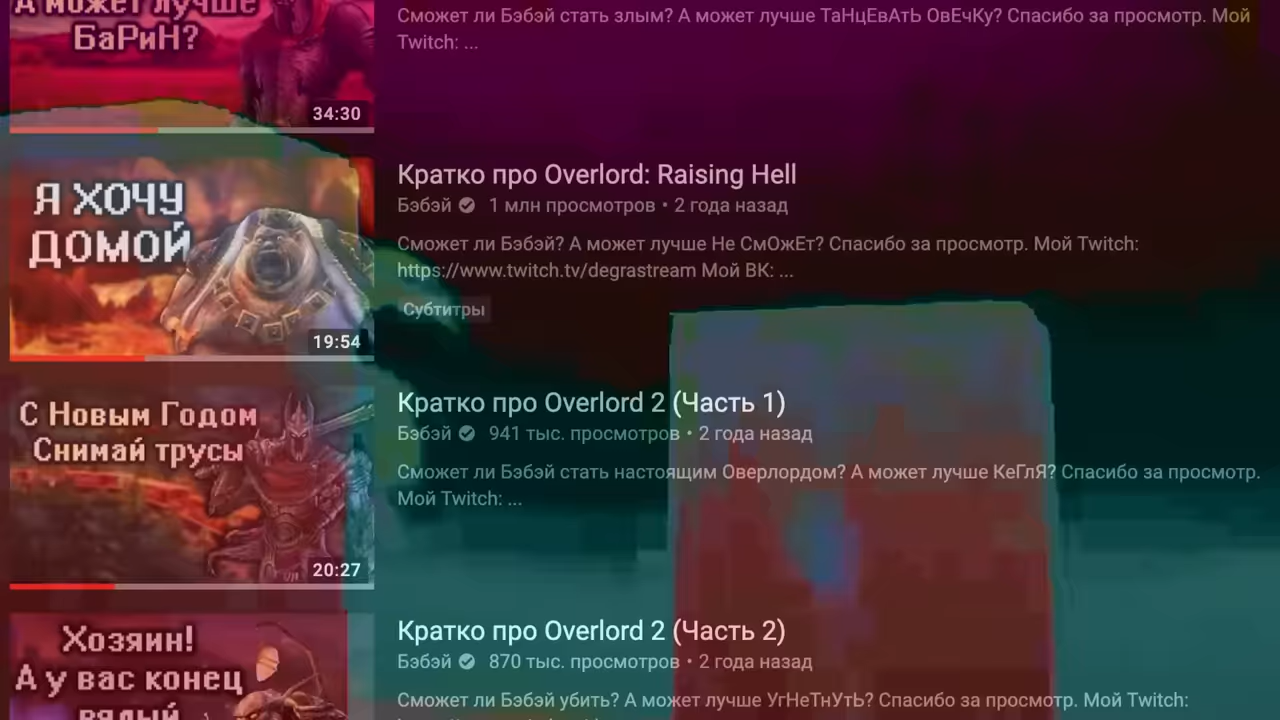 А может лучше
БаРиН?
34:30
Сможет ли Бэбэй стать злым? А может лучше ТаНцЕвАтЬ ОвЕчКу? Спасибо за просмотр. Мой
Twitch: ...
Я ХОЧУ
ДОМОЙ
19:54
Кратко про Overlord: Raising Hell
Бэбэй 1 млн просмотров • 2 года назад
Сможет ли Бэбэй? А может лучше Не СмОжЕт? Спасибо за просмотр. Мой Twitch:
https://www.twitch.tv/degrastream Мой ВК: ...
Субтитры
С Новым Годом
Снимай трусы
20:27
Кратко про Overlord 2 (Часть 1)
Бэбэй 941 тыс. просмотров • 2 года назад
Сможет ли Бэбэй стать настоящим Оверлордом? А может лучше КеГлЯ? Спасибо за просмотр.
Мой Twitch: ...
Хозяин!
А у вас конец
вялый
Кратко про Overlord 2 (Часть 2)
Бэбэй 870 тыс. просмотров • 2 года назад
Сможет ли Бэбэй убить? А может лучше УгНеТнУтЬ? Спасибо за просмотр. Мой Twitch: